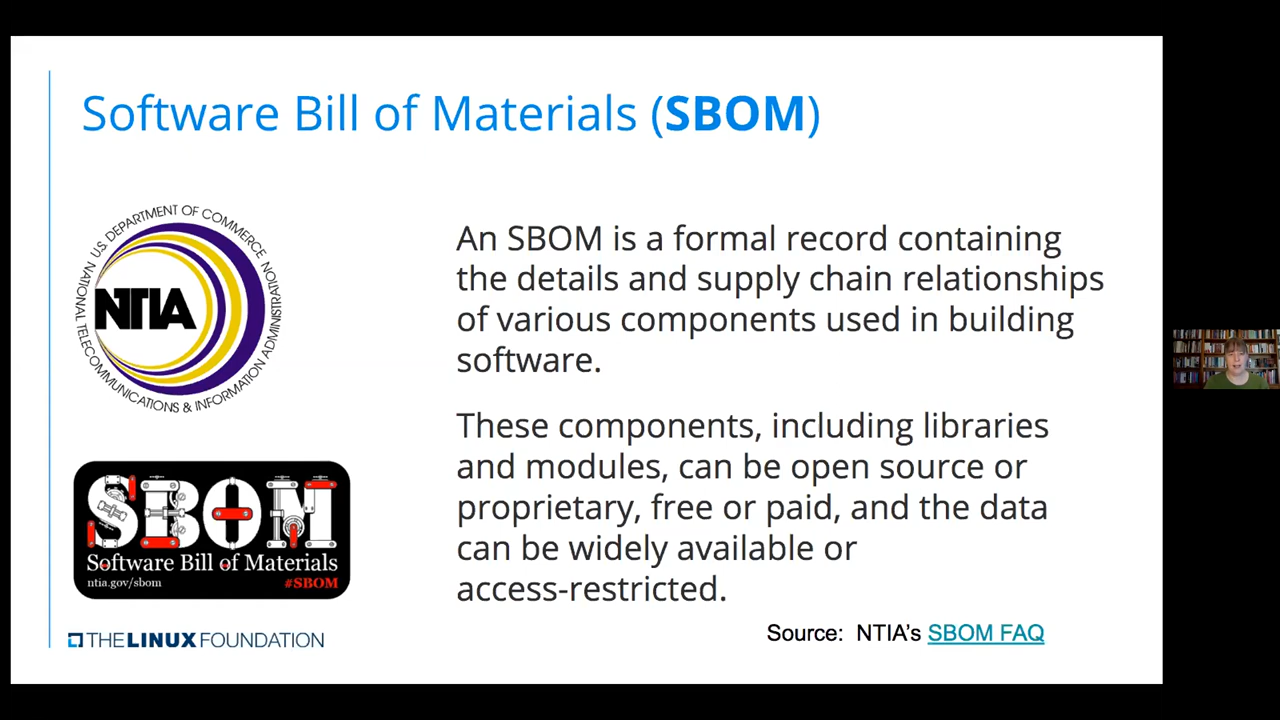 Software Bill of Materials (SBOM)
U.S. DEPARTMENT OF COMMERCE
NATIONAL TELECOMMUNICATIONS & INFORMATION ADMINISTRATION
NTIA
An SBOM is a formal record containing
the details and supply chain relationships
of various components used in building
software.
These components, including libraries
and modules, can be open source or
proprietary, free or paid, and the data
can be widely available or
access-restricted.
SBOM
Software Bill of Materials
ntia.gov/sbom
#SBOM
THE LINUX FOUNDATION
Source: NTIA's SBOM FAQ